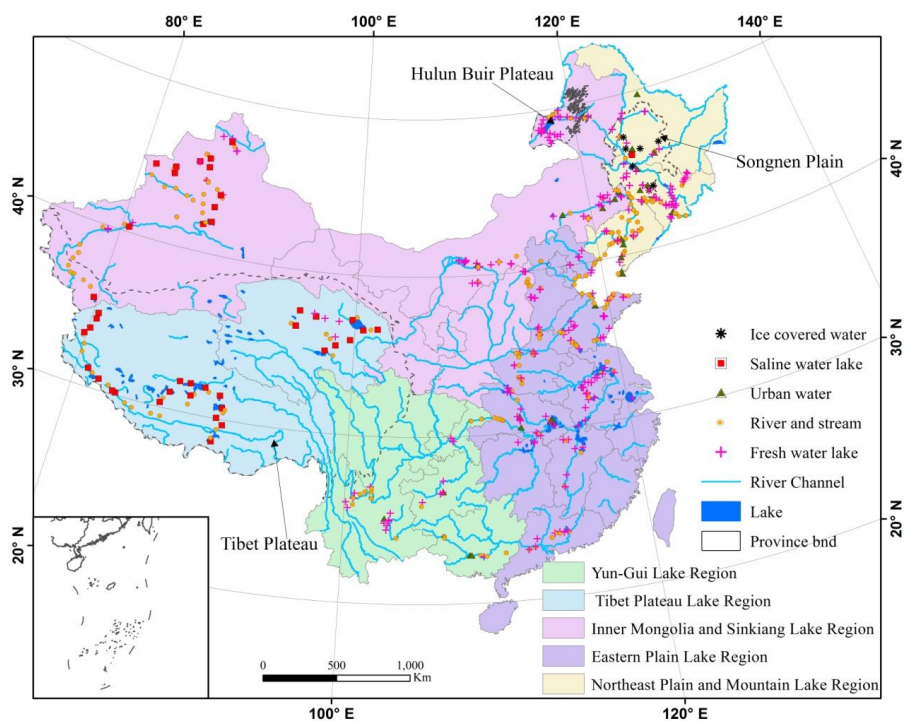 80° E
100° E
120° E
140° E
Hulun Buir Plateau
Songnen Plain
40° N
40° N
30° N
30° N
20° N
20° N
Tibet Plateau
Ice covered water
Saline water lake
Urban water
River and stream
Fresh water lake
River Channel
Lake
Province bnd
Yun-Gui Lake Region
Tibet Plateau Lake Region
Inner Mongolia and Sinkiang Lake Region
Eastern Plain Lake Region
Northeast Plain and Mountain Lake Region
0 500 1,000
Km
100° E
120° E